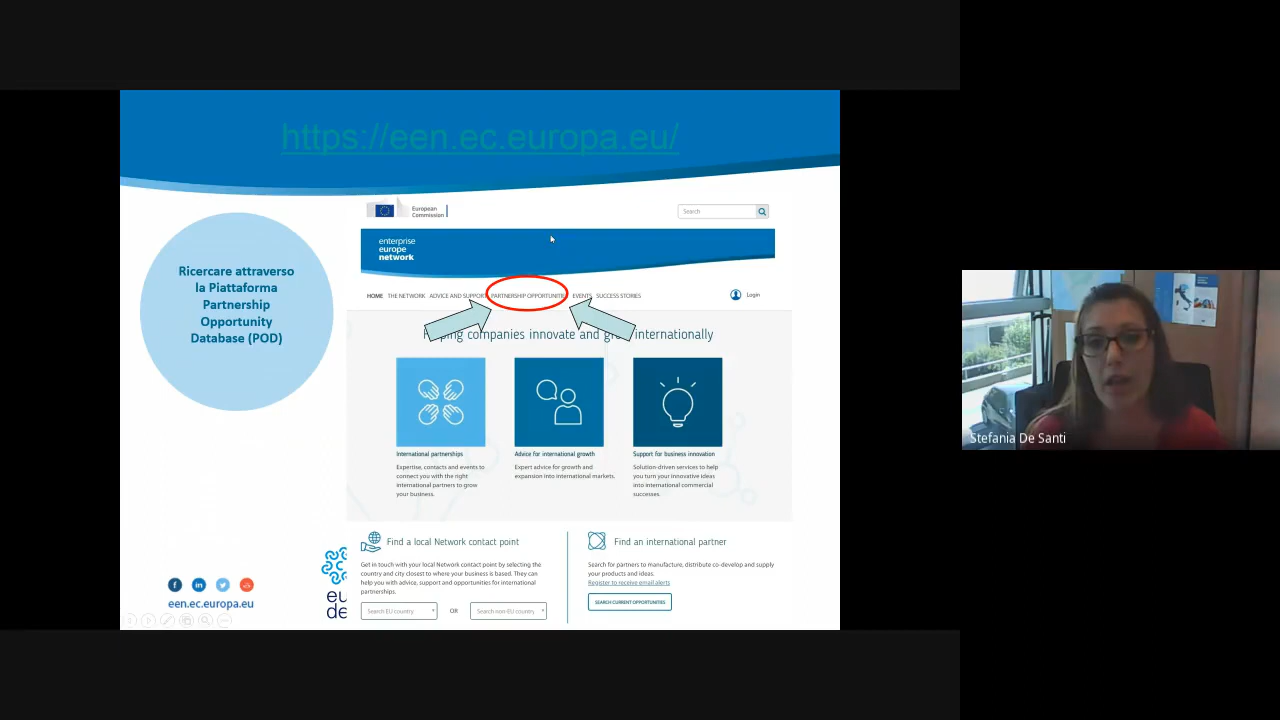 https://een.ec.europa.eu/
Ricercare attraverso
la Piattaforma
Partnership
Opportunity
Database (POD)
European
Commission
Search
enterprise
europe
network
HOME THE NETWORK ADVICE AND SUPPORT PARTNERSHIP OPPORTUNITIE EVENTS SUCCESS STORIES
Login
companies innovate and internationally
International partnerships
Expertise, contacts and events to
connect you with the right
international partners to grow
your business.
Advice for international growth
Expert advice for growth and
expansion into international markets.
Support for business innovation
Solution-driven services to help
you turn your innovative ideas
into international commercial
successes.
Find a local Network contact point
Get in touch with your local Network contact point by selecting the
country and city closest to where your business is based. They can
help you with advice, support and opportunities for international
partnerships.
Search EU country
OR
Search non-EU country
Find an international partner
Search for partners to manufacture, distribute co-develop and supply
your products and ideas.
Register to receive email alerts
SEARCH CURRENT OPPORTUNITIES
een.ec.europa.eu
Stefania De Santi